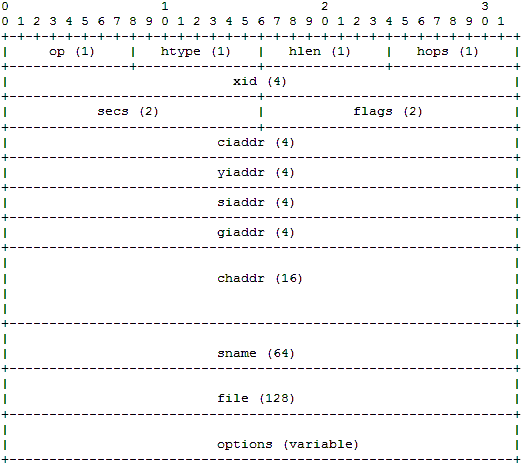 0                   1                   2                   3
0 1 2 3 4 5 6 7 8 9 0 1 2 3 4 5 6 7 8 9 0 1 2 3 4 5 6 7 8 9 0 1
+---------------+---------------+---------------+---------------+
|     op (1)    |   htype (1)   |   hlen (1)    |   hops (1)    |
+---------------+---------------+---------------+---------------+
|                            xid (4)                            |
+-------------------------------+-------------------------------+
|           secs (2)            |           flags (2)           |
+-------------------------------+-------------------------------+
|                          ciaddr (4)                           |
+---------------------------------------------------------------+
|                          yiaddr (4)                           |
+---------------------------------------------------------------+
|                          siaddr (4)                           |
+---------------------------------------------------------------+
|                          giaddr (4)                           |
+---------------------------------------------------------------+
|                          chaddr (16)                          |
+---------------------------------------------------------------+
|                          sname (64)                           |
+---------------------------------------------------------------+
|                          file (128)                           |
+---------------------------------------------------------------+
|                          options (variable)                   |
+---------------------------------------------------------------+